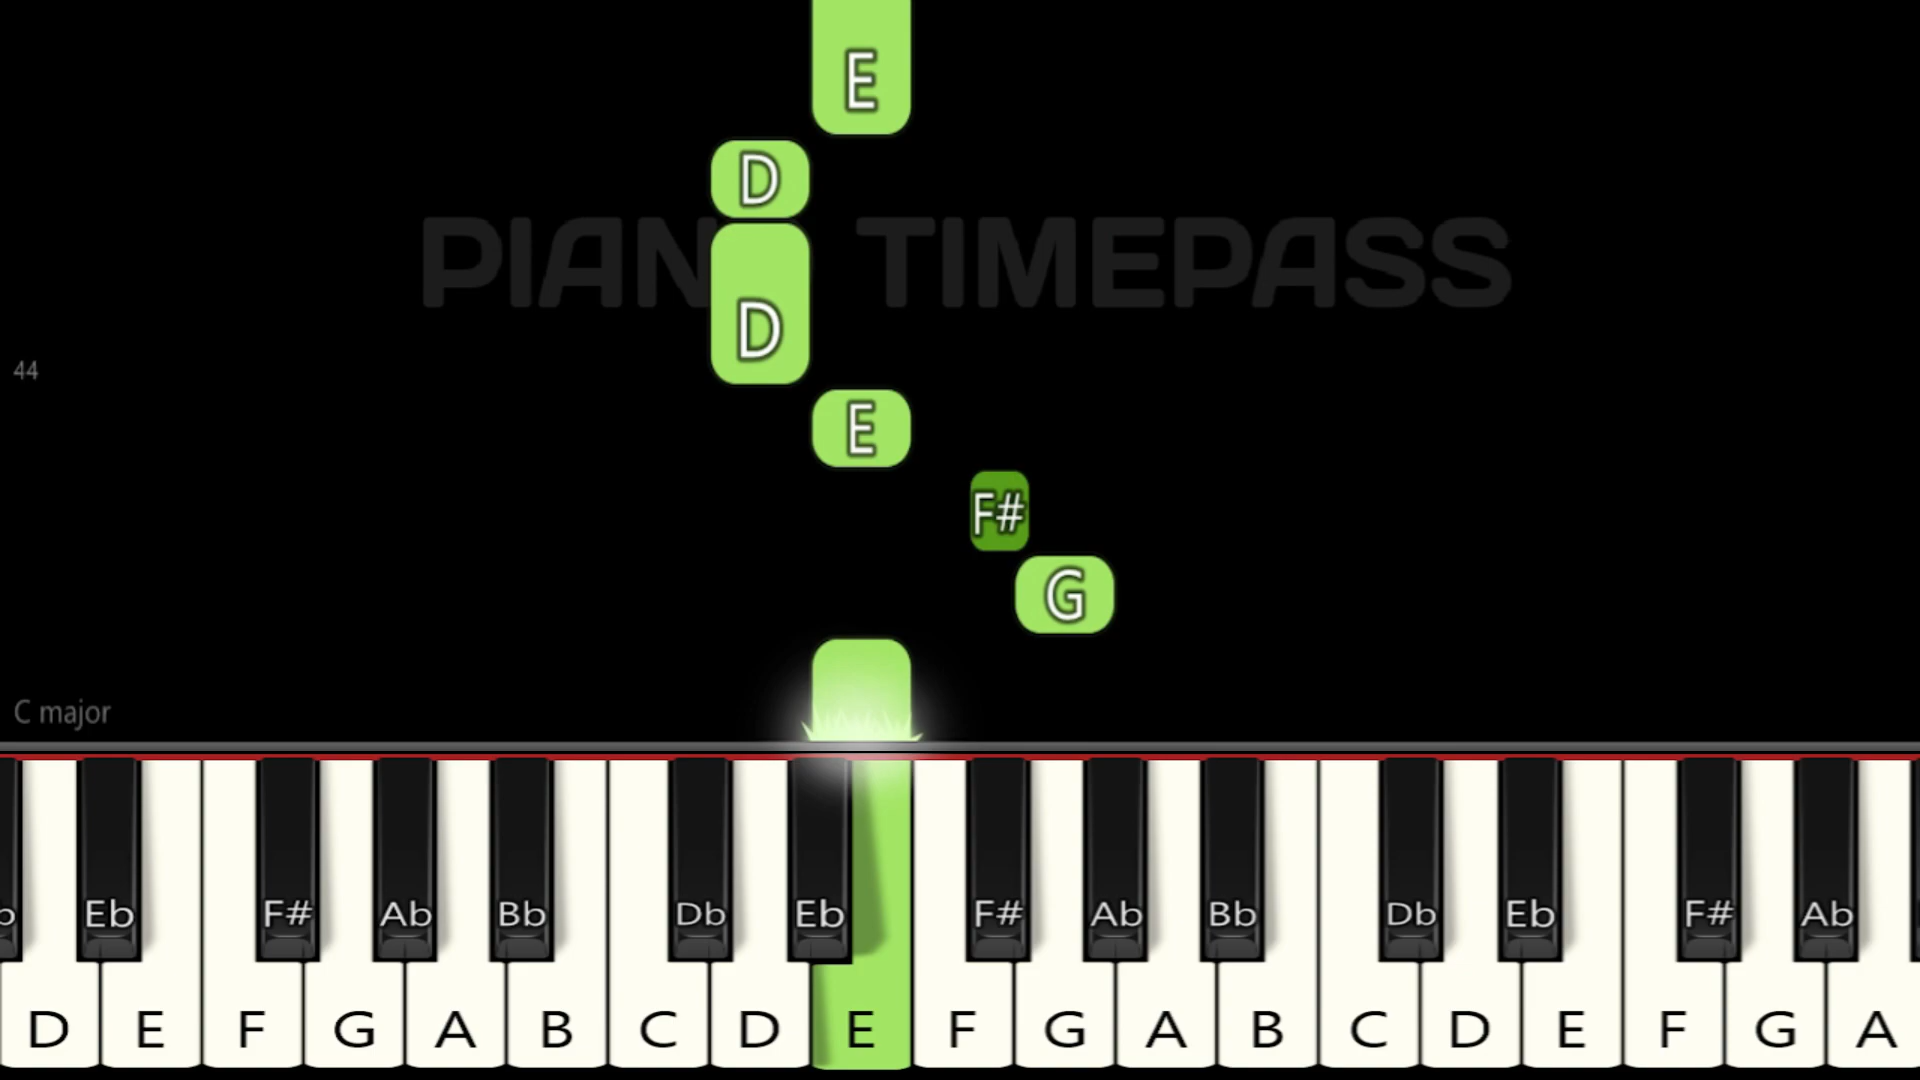 E
D
PIAN TIMEPASS
D
44
E
F#
G
C major
b Eb F# Ab Bb Db Eb F# Ab Bb Db Eb F# Ab
D E F G A B C D E F G A B C D E F G A